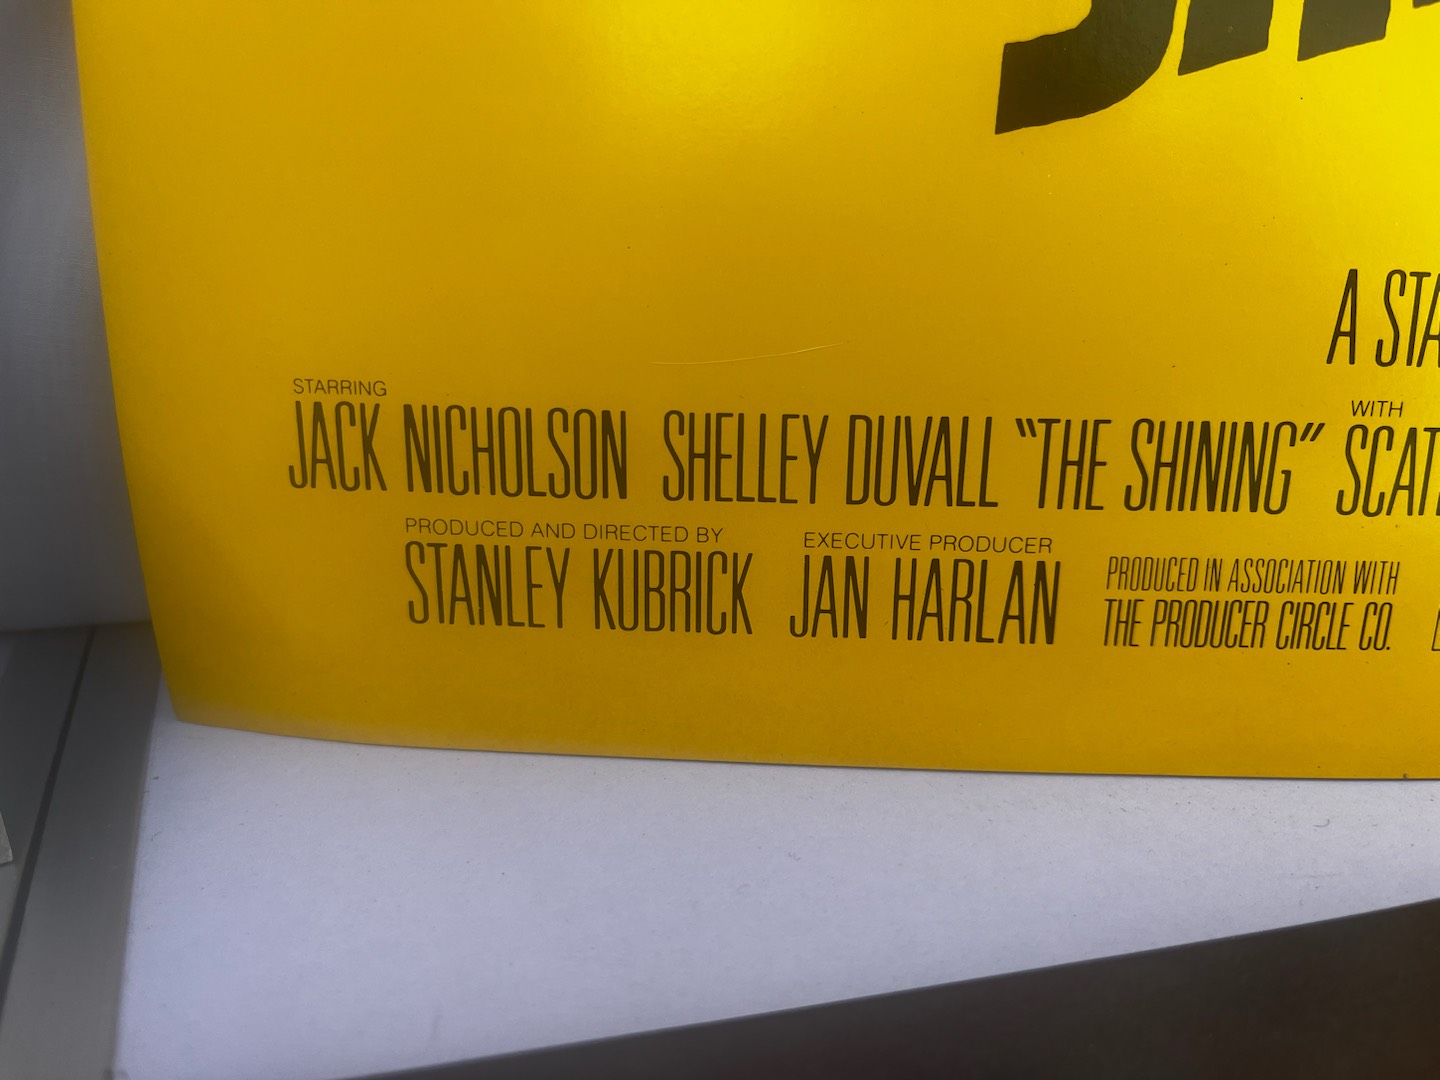 A STA
STARRING
WITH
JACK NICHOLSON SHELLEY DUVALL "THE SHINING" SCAT
PRODUCED AND DIRECTED BY
EXECUTIVE PRODUCER
PRODUCED IN ASSOCIATION WITH
STANLEY KUBRICK JAN HARLAN THE PRODUCER CIRCLE CO.